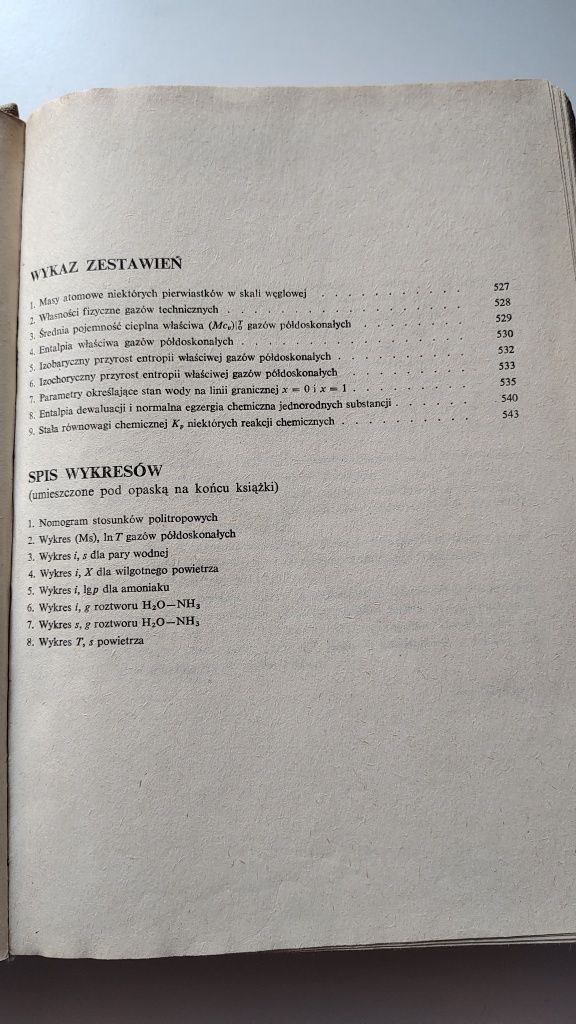 WYKAZ ZESTAWIEŃ
1. Masy atomowe niektórych pierwiastków w skali węglowej . . . . . . . . . . . 527
2. Własności fizyczne gazów technicznych . . . . . . . . . . . . . . . . . 528
3. Średnia pojemność cieplna właściwa (Mcₚ)|₀ᵀ gazów półdoskonałych . . . . . . . . 529
4. Entalpia właściwa gazów półdoskonałych . . . . . . . . . . . . . . . . 530
5. Izobaryczny przyrost entropii właściwej gazów półdoskonałych . . . . . . . . . . 532
6. Izochoryczny przyrost entropii właściwej gazów półdoskonałych . . . . . . . . . . 533
7. Parametry określające stan wody na linii granicznej x = 0 i x = 1 . . . . . . . . . 535
8. Entalpia dewaluacji i normalna egzergia chemiczna jednorodnych substancji . . . . . . . 540
9. Stała równowagi chemicznej Kₚ niektórych reakcji chemicznych . . . . . . . . . . 543
SPIS WYKRESÓW
(umieszczone pod opaską na końcu książki)
1. Nomogram stosunków politropowych
2. Wykres (Ms), ln T gazów półdoskonałych
3. Wykres i, s dla pary wodnej
4. Wykres i, X dla wilgotnego powietrza
5. Wykres i, lg p dla amoniaku
6. Wykres i, g roztworu H₂O—NH₃
7. Wykres s, g roztworu H₂O—NH₃
8. Wykres T, s powietrza